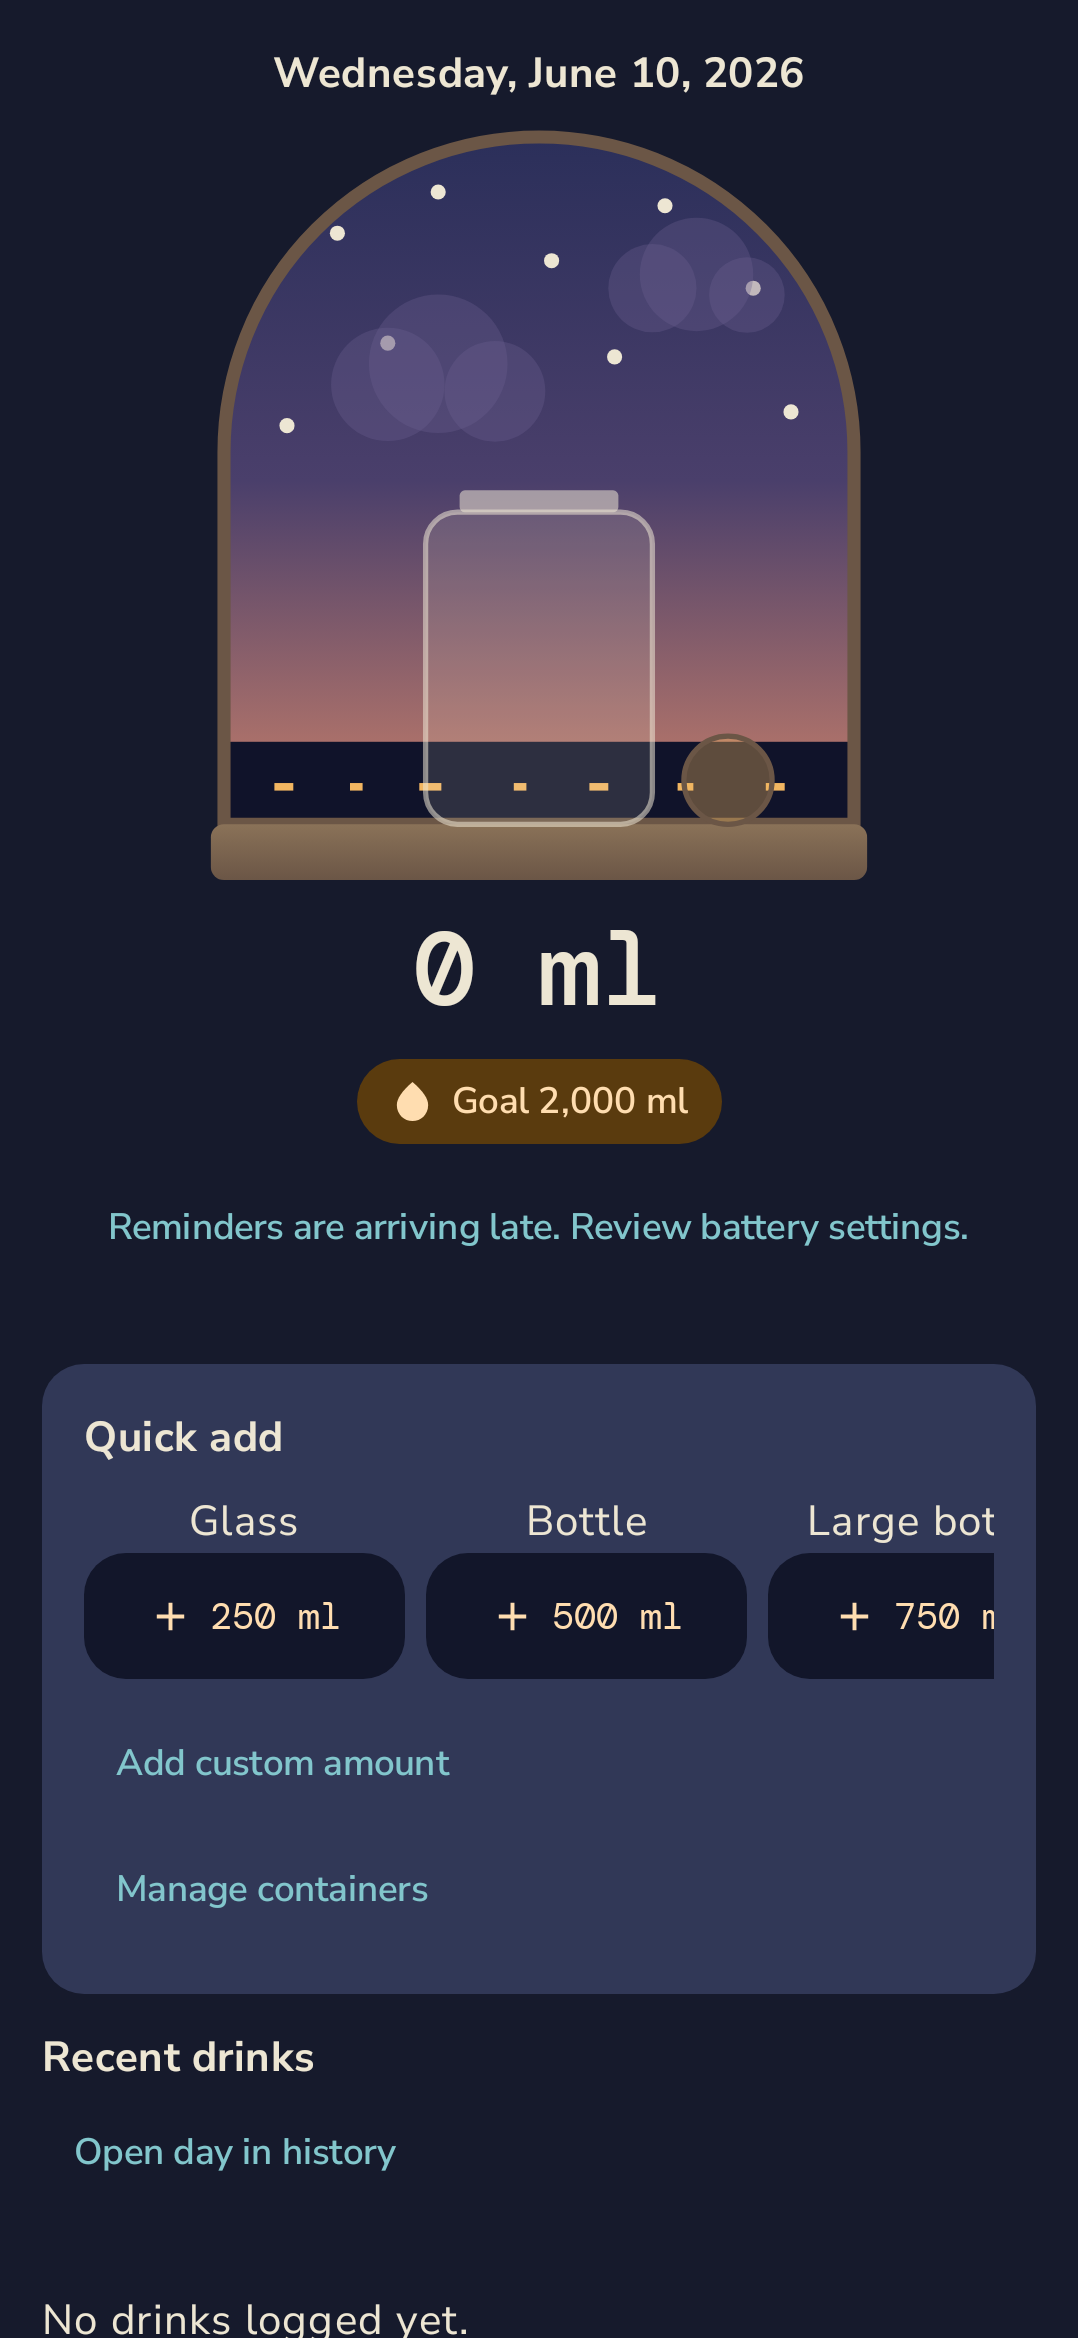 Wednesday, June 10, 2026
0 ml
Goal 2,000 ml
Reminders are arriving late. Review battery settings.
Quick add
Glass
Bottle
Large bot
+ 250 ml
+ 500 ml
+ 750 m
Add custom amount
Manage containers
Recent drinks
Open day in history
No drinks logged yet.